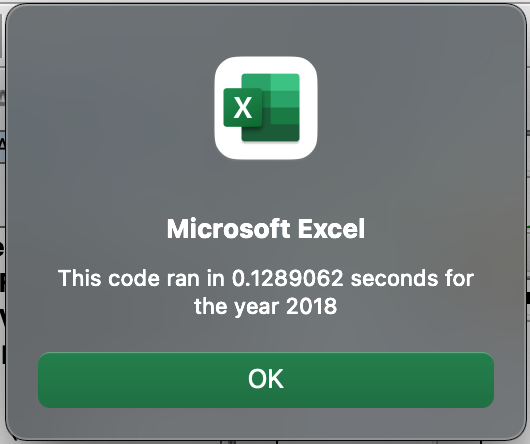 X
Microsoft Excel
This code ran in 0.1289062 seconds for
the year 2018
OK